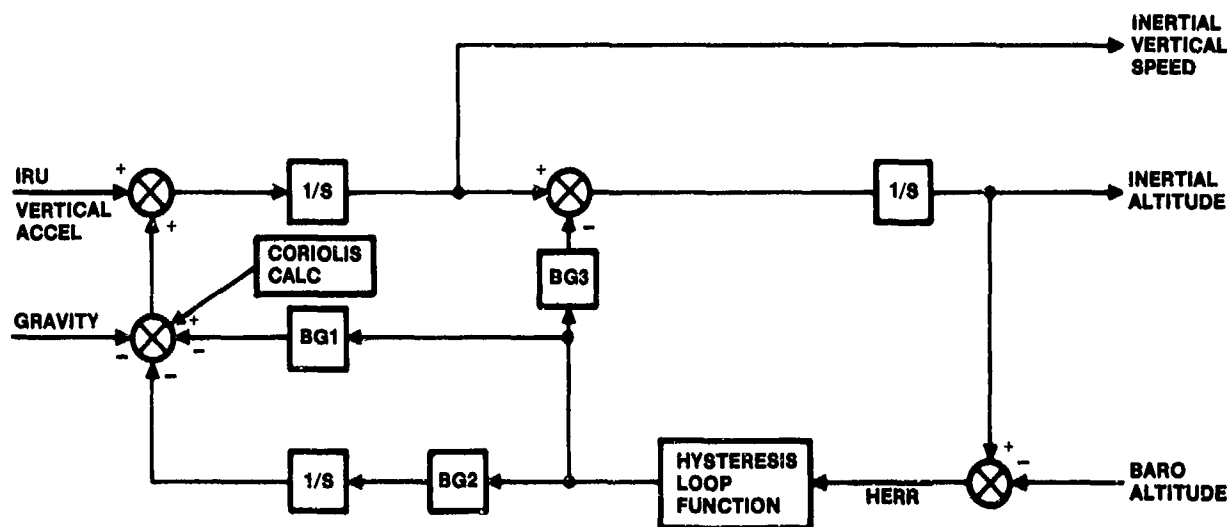 INERTIAL
VERTICAL
SPEED
IRU
VERTICAL
ACCEL
+
+
1/S
+
-
1/S
INERTIAL
ALTITUDE
CORIOLIS
CALC
BG3
GRAVITY
-
+
-
-
BG1
1/S
BG2
HYSTERESIS
LOOP
FUNCTION
HERR
+
-
BARO
ALTITUDE